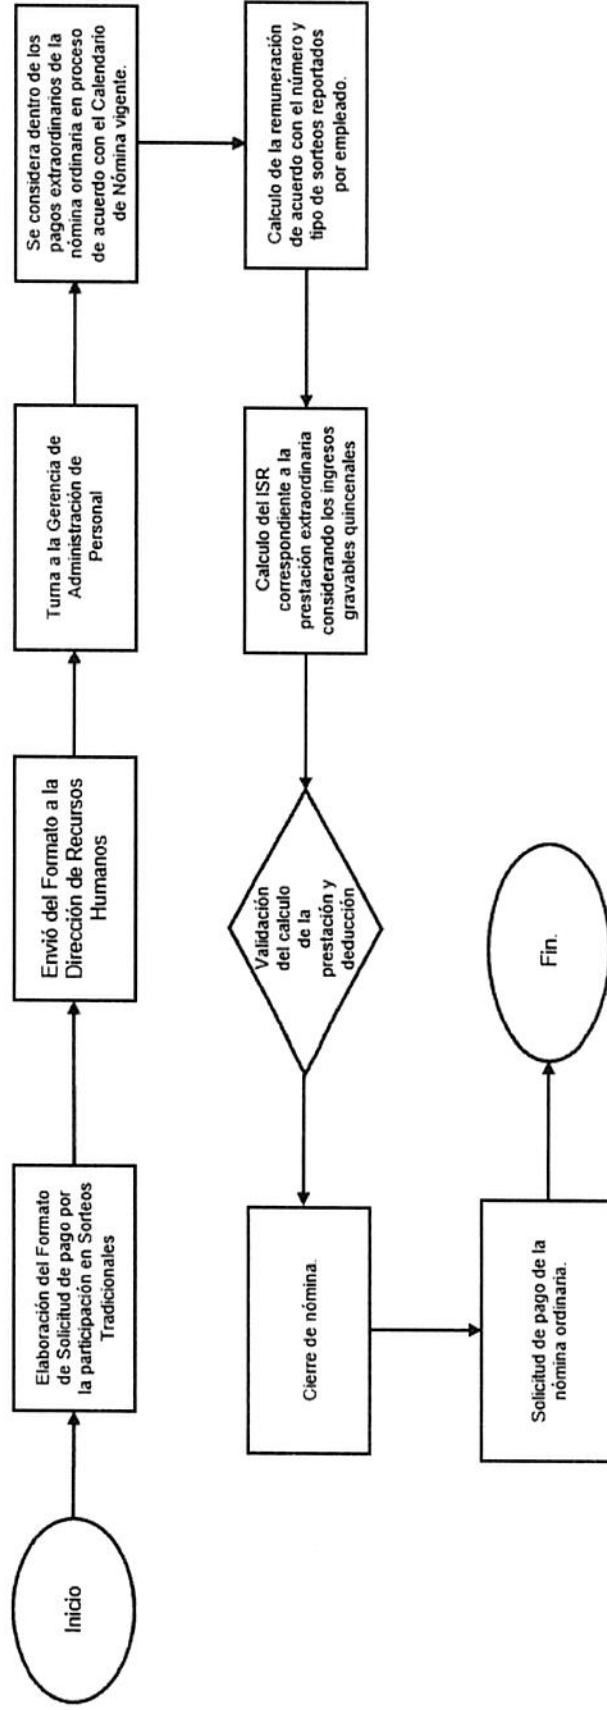 Inicio
Elaboración del Formato
de Solicitud de pago por
la participación en Sorteos
Tradicionales
Envió del Formato a la
Dirección de Recursos
Humanos
Turna a la Gerencia de
Administración de
Personal
Se considera dentro de los
pagos extraordinarios de la
nómina ordinaria en proceso
de acuerdo con el Calendario
de Nómina vigente.
Calculo de la remuneración
de acuerdo con el número y
tipo de sorteos reportados
por empleado.
Calculo del ISR
correspondiente a la
prestación extraordinaria
considerando los ingresos
gravables quincenales
Validación
del calculo
de la
prestación y
deducción
Cierre de nómina.
Solicitud de pago de la
nómina ordinaria.
Fin.